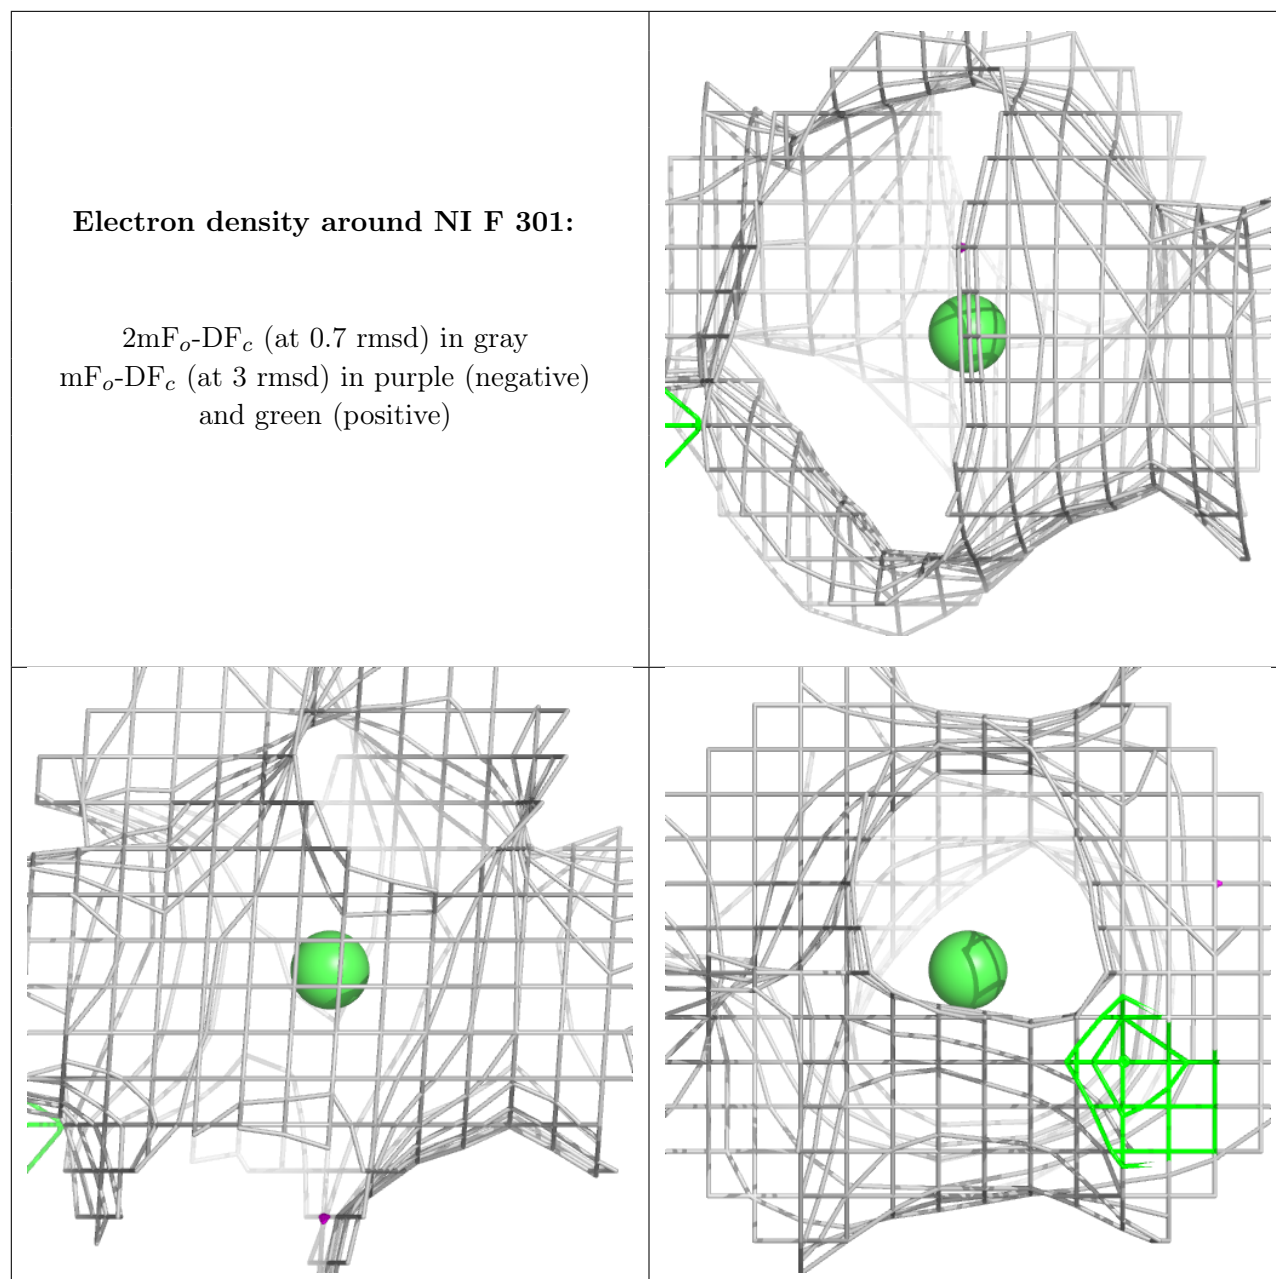 Electron density around NI F 301:
2mFₒ-DF𝒸 (at 0.7 rmsd) in gray
mFₒ-DF𝒸 (at 3 rmsd) in purple (negative)
and green (positive)